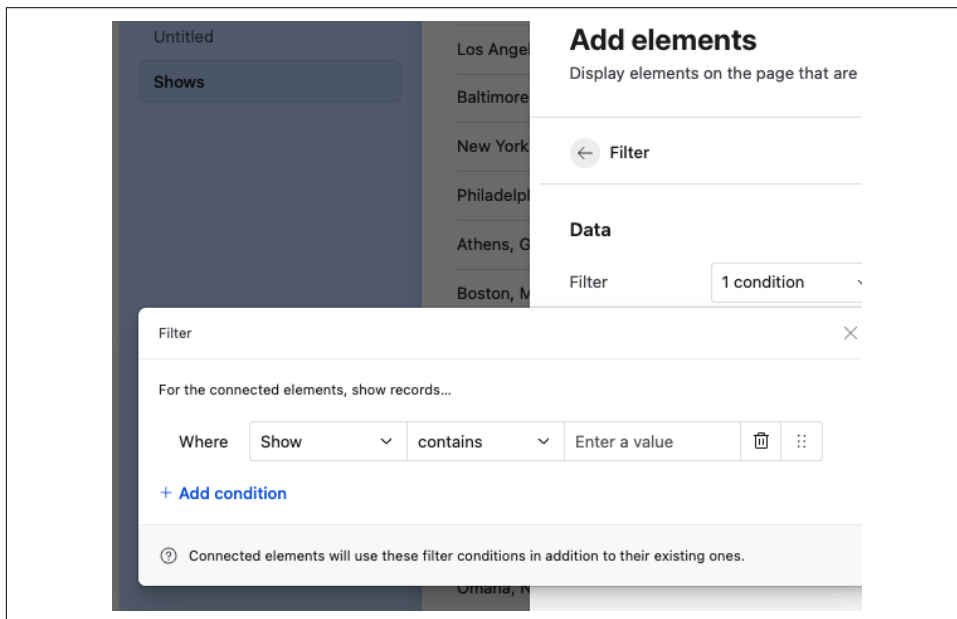 Untitled
Shows
Los Angel
Baltimore
New York
Philadelpl
Athens, G
Boston, M
Add elements
Display elements on the page that are
Filter
Data
Filter
1 condition
Filter
For the connected elements, show records...
Where
Show
contains
Enter a value
+ Add condition
Connected elements will use these filter conditions in addition to their existing ones.